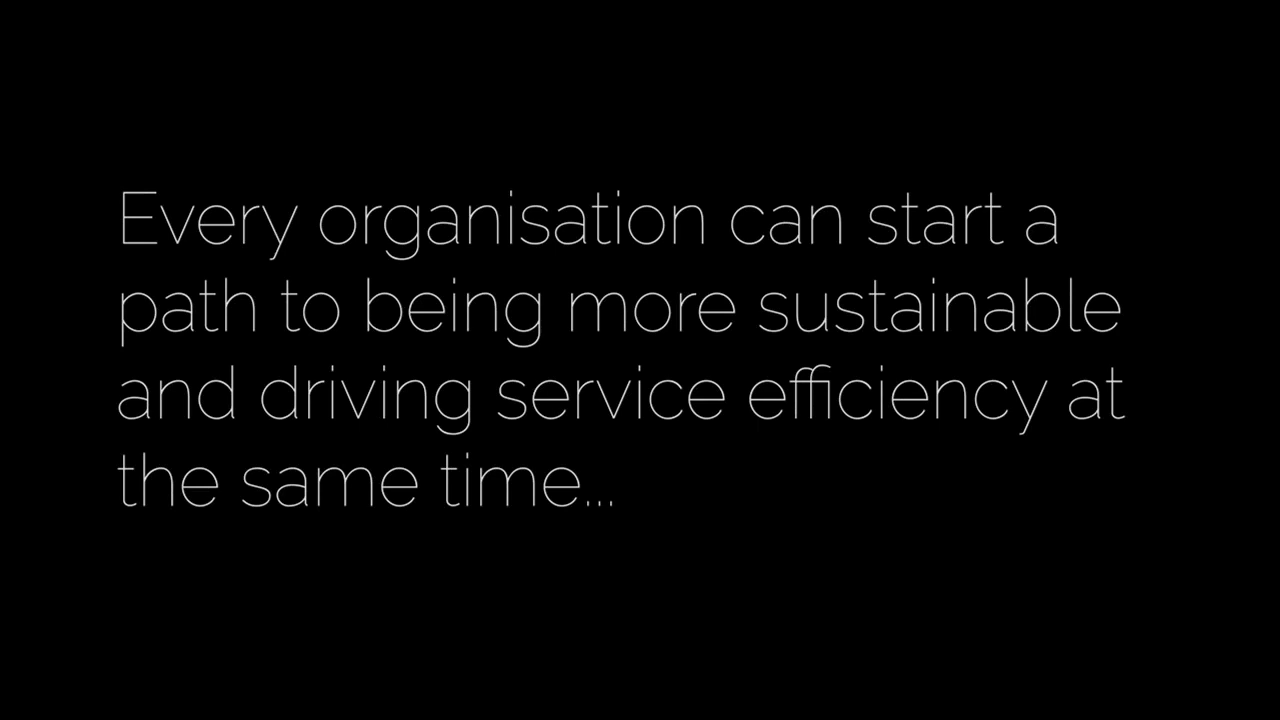 Every organisation can start a
path to being more sustainable
and driving service efficiency at
the same time...